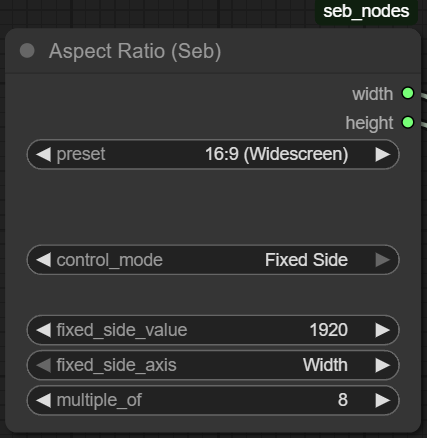 seb_nodes
Aspect Ratio (Seb)
width
height
preset 16:9 (Widescreen)
control_mode Fixed Side
fixed_side_value 1920
fixed_side_axis Width
multiple_of 8